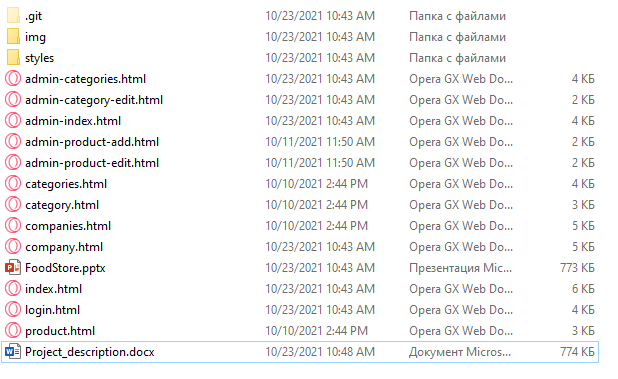 .git 10/23/2021 10:43 AM Папка с файлами
img 10/23/2021 10:43 AM Папка с файлами
styles 10/23/2021 10:43 AM Папка с файлами
admin-categories.html 10/23/2021 10:43 AM Opera GX Web Do... 4 КБ
admin-category-edit.html 10/23/2021 10:43 AM Opera GX Web Do... 2 КБ
admin-index.html 10/23/2021 10:43 AM Opera GX Web Do... 4 КБ
admin-product-add.html 10/11/2021 11:50 AM Opera GX Web Do... 2 КБ
admin-product-edit.html 10/11/2021 11:50 AM Opera GX Web Do... 2 КБ
categories.html 10/10/2021 2:44 PM Opera GX Web Do... 4 КБ
category.html 10/10/2021 2:44 PM Opera GX Web Do... 3 КБ
companies.html 10/10/2021 2:44 PM Opera GX Web Do... 5 КБ
company.html 10/23/2021 10:43 AM Opera GX Web Do... 5 КБ
FoodStore.pptx 10/23/2021 10:43 AM Презентация Mic... 773 КБ
index.html 10/23/2021 10:43 AM Opera GX Web Do... 6 КБ
login.html 10/23/2021 10:43 AM Opera GX Web Do... 4 КБ
product.html 10/10/2021 2:44 PM Opera GX Web Do... 3 КБ
Project_description.docx 10/23/2021 10:48 AM Документ Micros... 774 КБ